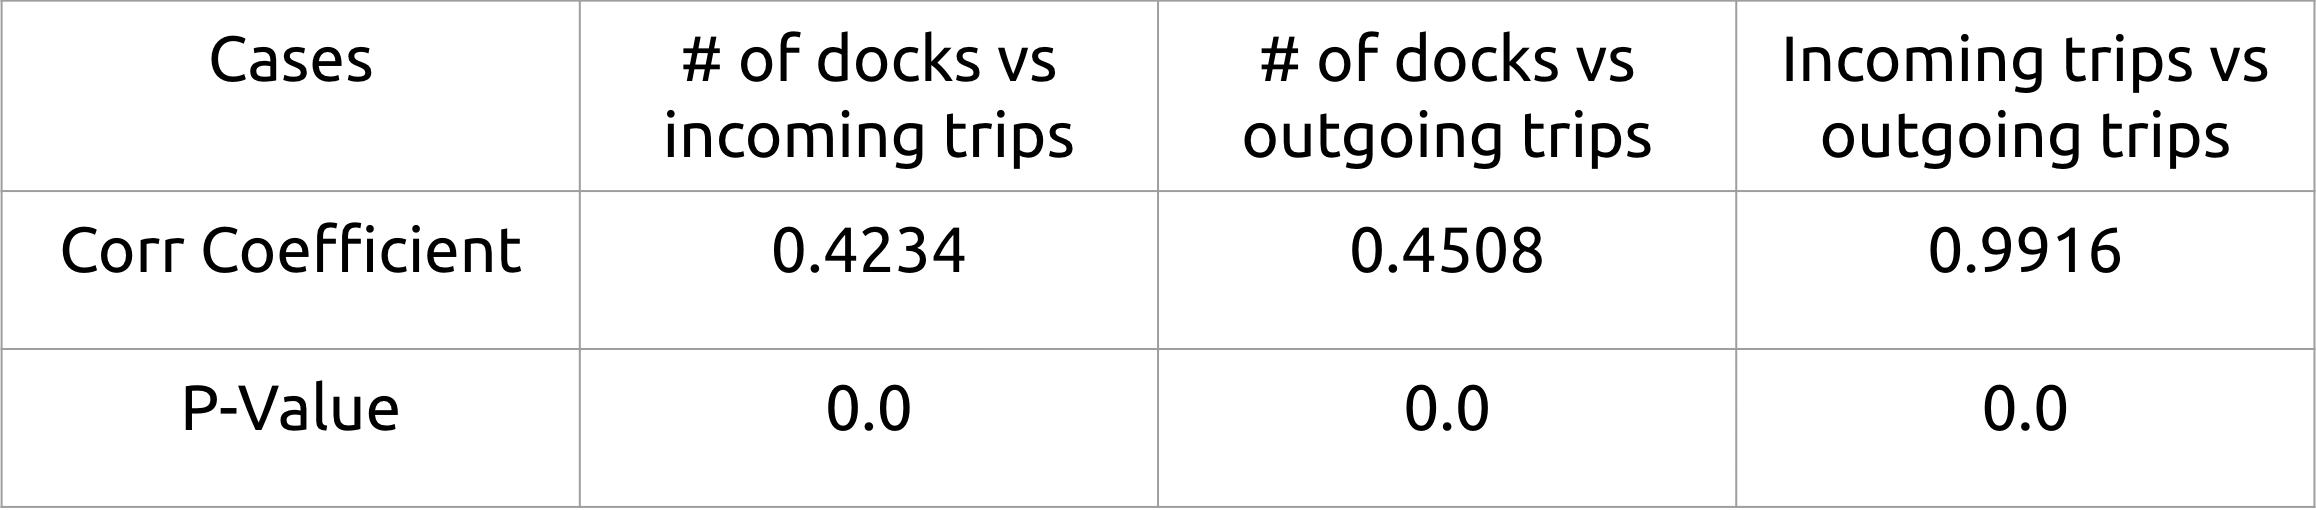 Cases
# of docks vs
incoming trips
# of docks vs
outgoing trips
Incoming trips vs
outgoing trips
Corr Coefficient
0.4234
0.4508
0.9916
P-Value
0.0
0.0
0.0